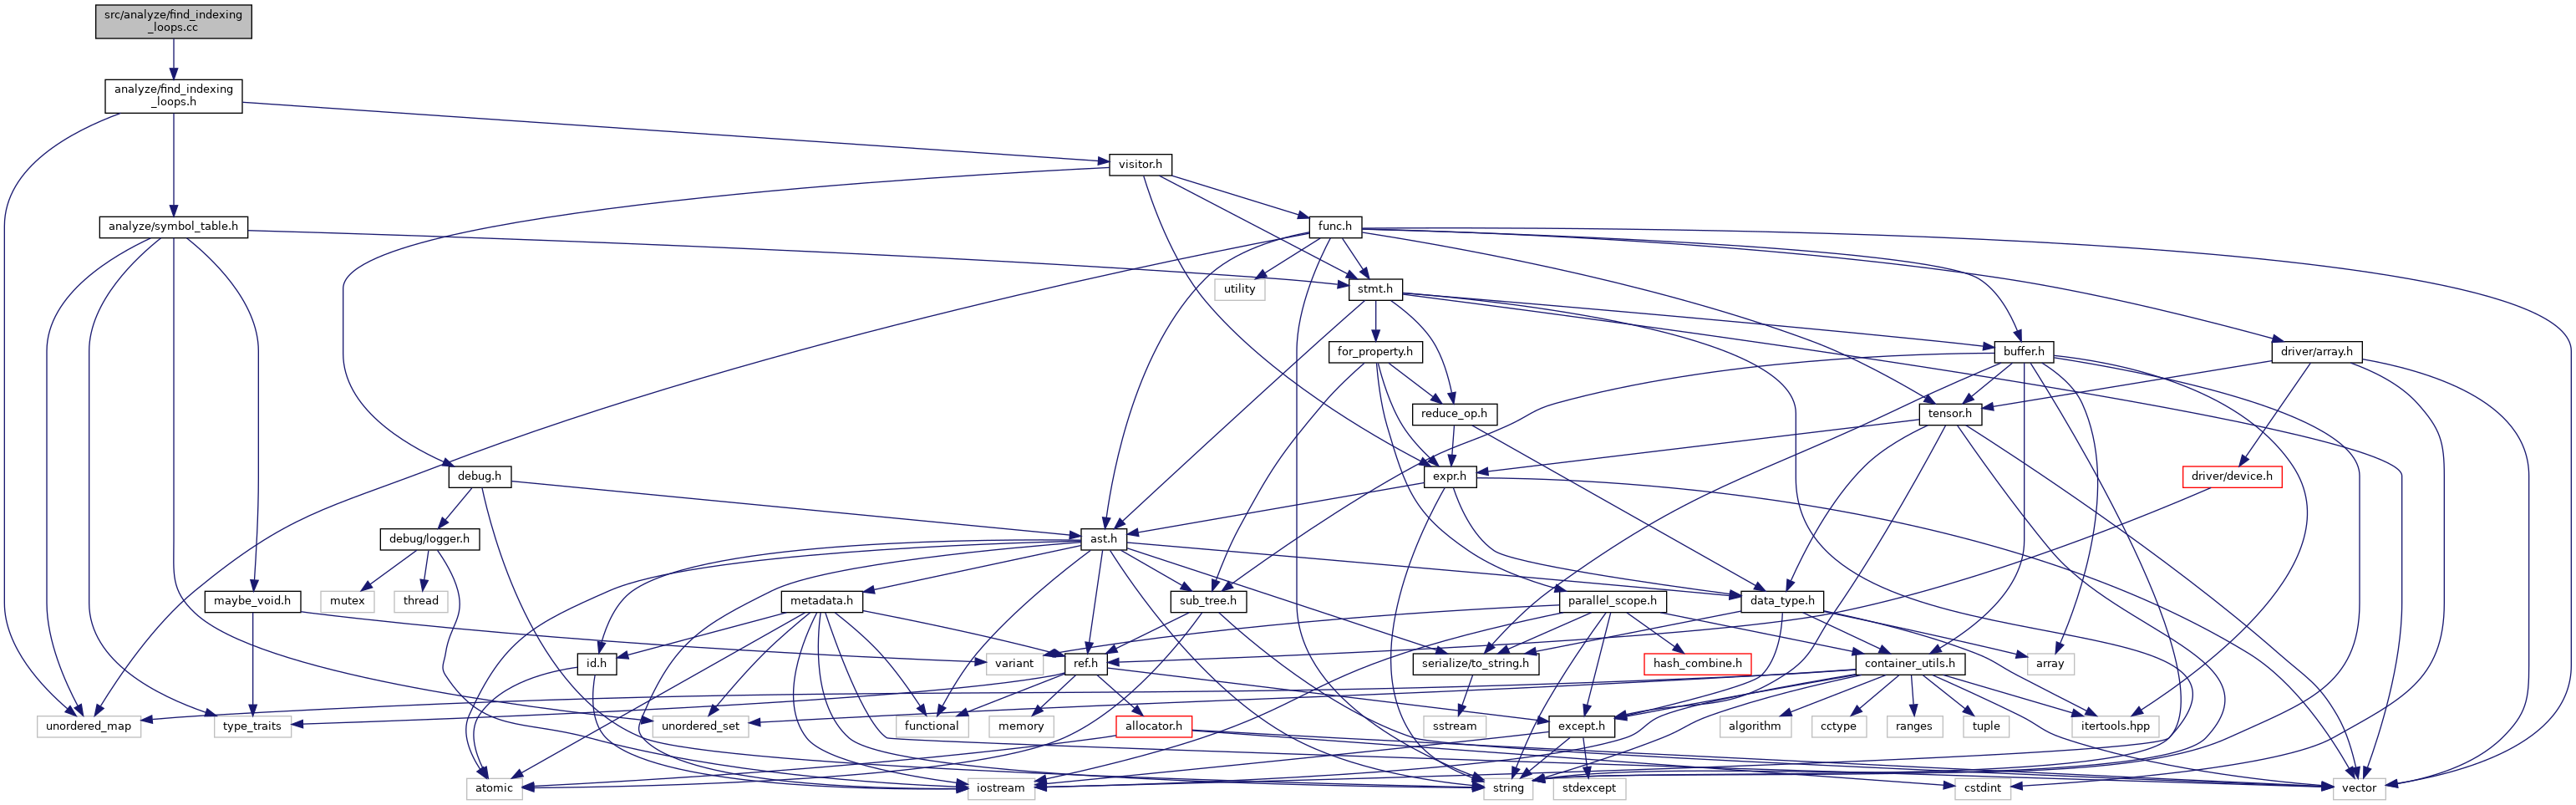 src/analyze/find_indexing
_loops.cc
analyze/find_indexing
_loops.h
visitor.h
analyze/symbol_table.h
func.h
utility
stmt.h
for_property.h
buffer.h
driver/array.h
reduce_op.h
tensor.h
debug.h
expr.h
driver/device.h
debug/logger.h
ast.h
mutex
thread
maybe_void.h
metadata.h
sub_tree.h
parallel_scope.h
data_type.h
id.h
variant
ref.h
serialize/to_string.h
hash_combine.h
container_utils.h
array
unordered_map
type_traits
unordered_set
functional
memory
allocator.h
sstream
except.h
algorithm
cctype
ranges
tuple
itertools.hpp
atomic
iostream
string
stdexcept
cstdint
vector